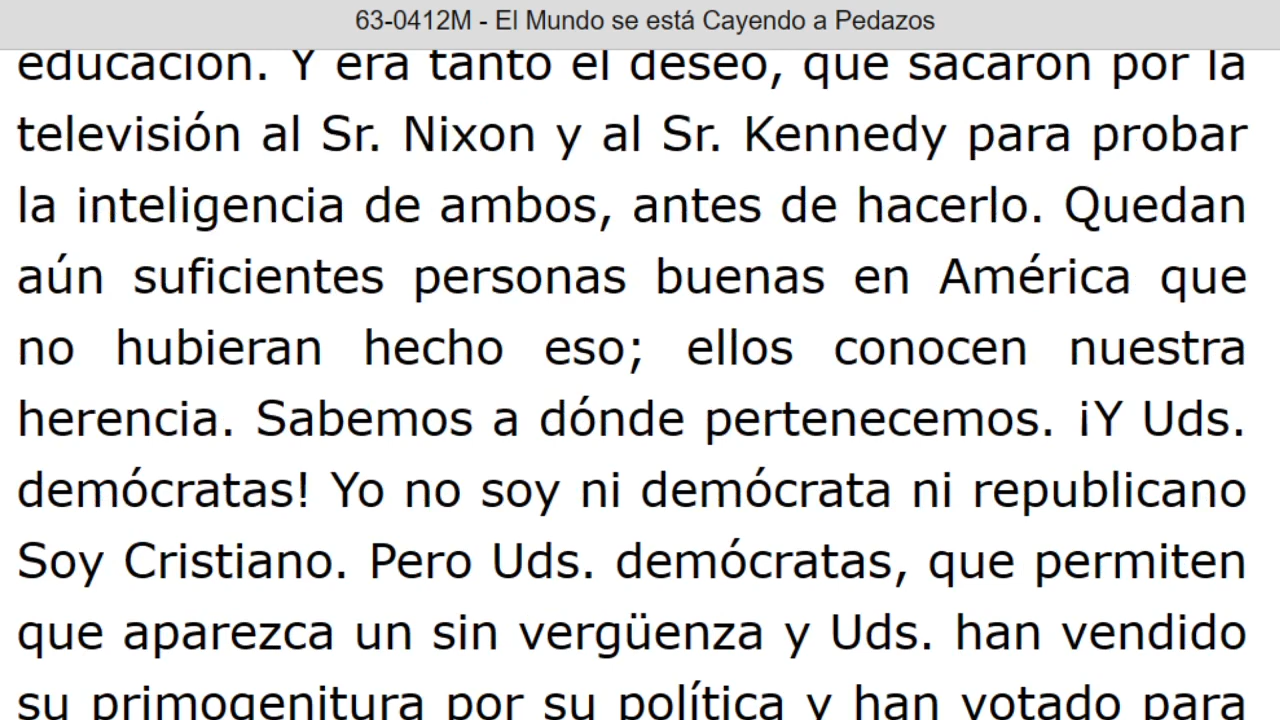 63-0412M - El Mundo se está Cayendo a Pedazos
educación. Y era tanto el deseo, que sacaron por la
televisión al Sr. Nixon y al Sr. Kennedy para probar
la inteligencia de ambos, antes de hacerlo. Quedan
aún suficientes personas buenas en América que
no hubieran hecho eso; ellos conocen nuestra
herencia. Sabemos a dónde pertenecemos. ¡Y Uds.
demócratas! Yo no soy ni demócrata ni republicano
Soy Cristiano. Pero Uds. demócratas, que permiten
que aparezca un sin vergüenza y Uds. han vendido
su primogenitura por su política y han votado para